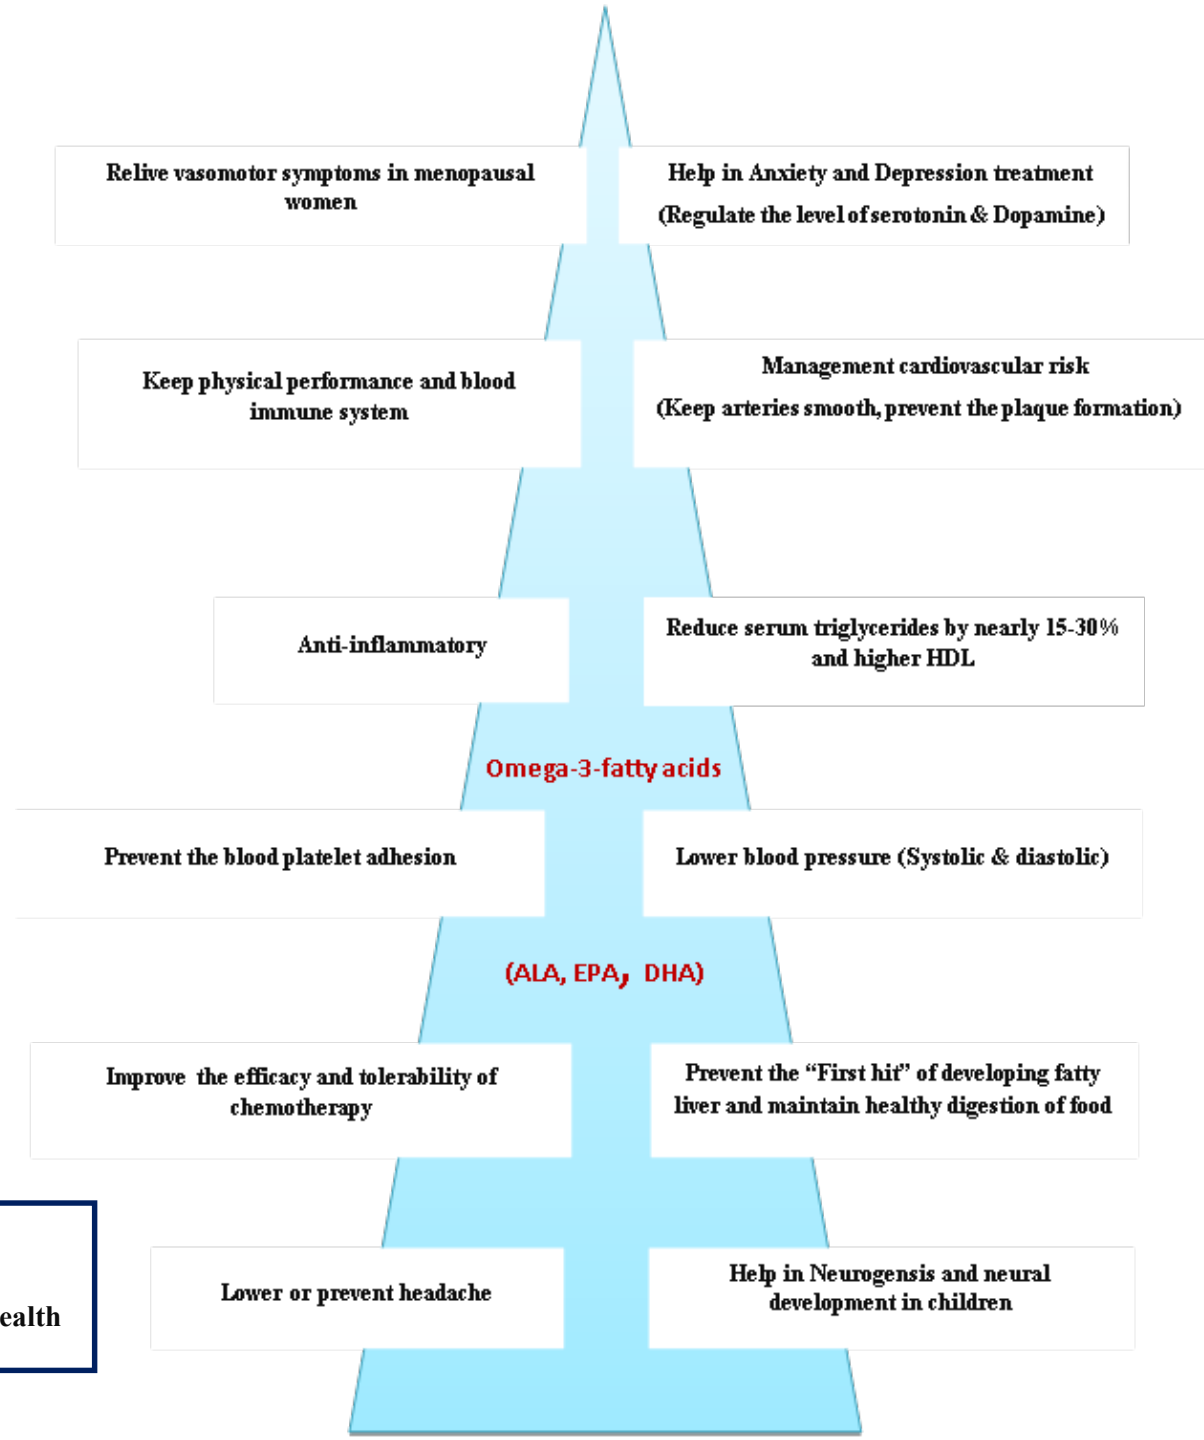 Relive vasomotor symptoms in menopausal
women
Help in Anxiety and Depression treatment
(Regulate the level of serotonin & Dopamine)
Keep physical performance and blood
immune system
Management cardiovascular risk
(Keep arteries smooth, prevent the plaque formation)
Anti-inflammatory
Reduce serum triglycerides by nearly 15-30%
and higher HDL
Omega-3-fatty acids
Prevent the blood platelet adhesion
Lower blood pressure (Systolic & diastolic)
(ALA, EPA, DHA)
Improve the efficacy and tolerability of
chemotherapy
Prevent the “First hit” of developing fatty
liver and maintain healthy digestion of food
Lower or prevent headache
Help in Neurogensis and neural
development in children